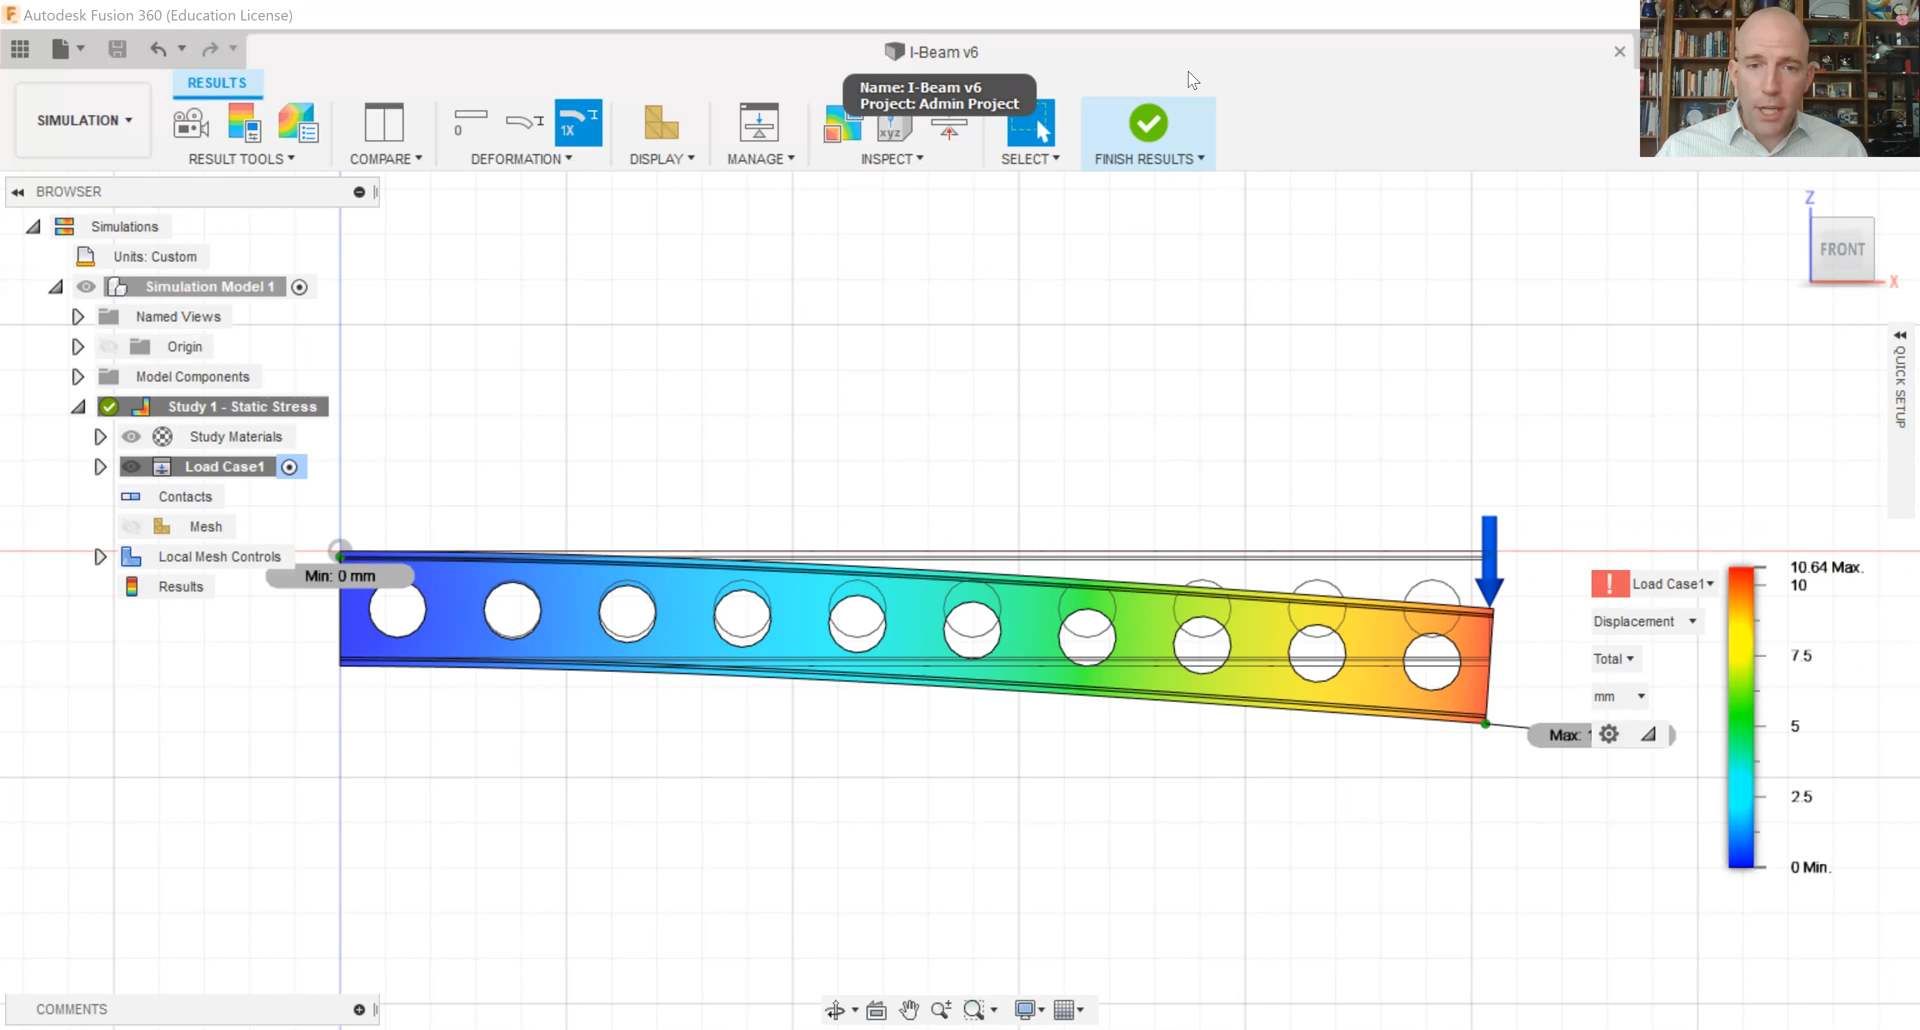 Autodesk Fusion 360 (Education License)
I-Beam v6
Name: I-Beam v6
Project: Admin Project
RESULTS
SIMULATION
0
1X
xyz
RESULT TOOLS
COMPARE
DEFORMATION
DISPLAY
MANAGE
INSPECT
SELECT
FINISH RESULTS
BROWSER
Simulations
Units: Custom
Simulation Model 1
Named Views
Origin
Model Components
Study 1 - Static Stress
Study Materials
Load Case1
Contacts
Mesh
Local Mesh Controls
Results
Min: 0 mm
Max: 1
Z
FRONT
X
QUICK SETUP
Load Case1
Displacement
Total
mm
10.64 Max.
10
7.5
5
2.5
0 Min.
COMMENTS